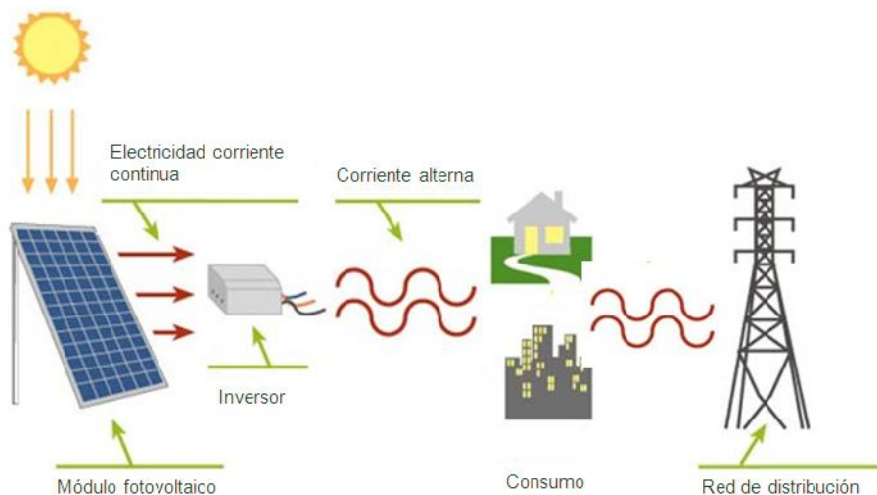 Electricidad corriente
continua
Corriente alterna
Inversor
Módulo fotovoltaico
Consumo
Red de distribución